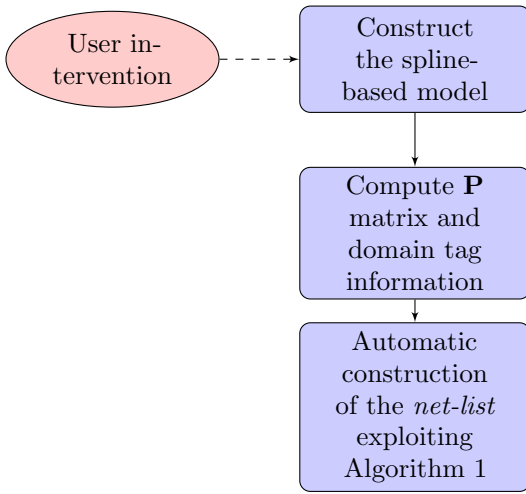 User in-
tervention
Construct
the spline-
based model
Compute P
matrix and
domain tag
information
Automatic
construction
of the net-list
exploiting
Algorithm 1